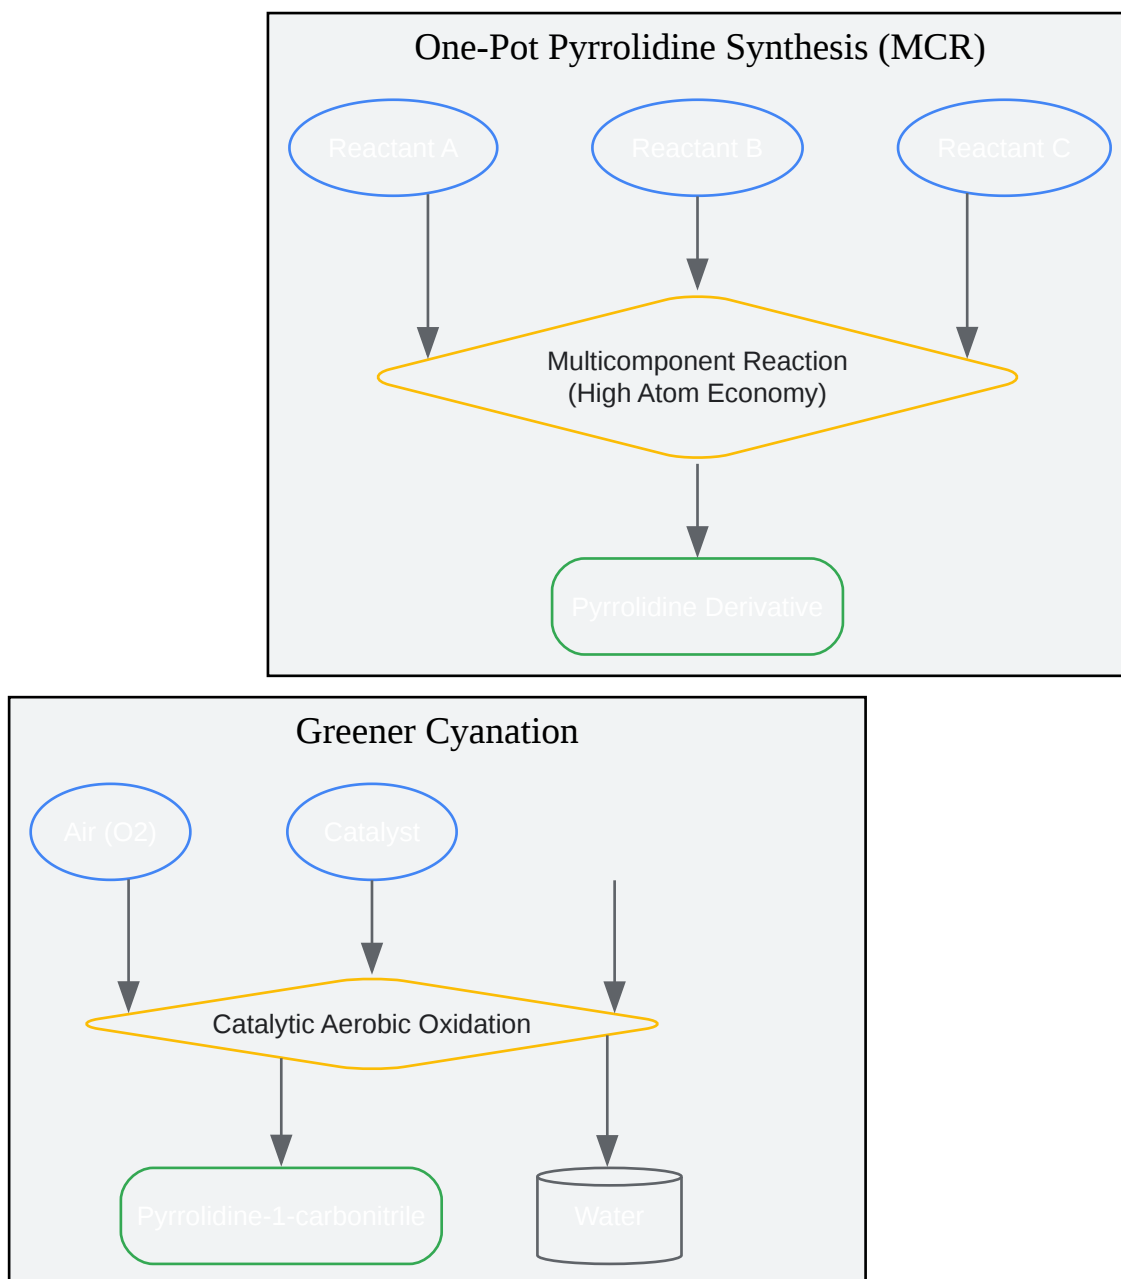 One-Pot Pyrrolidine Synthesis (MCR)
Reactant A
Reactant B
Reactant C
Multicomponent Reaction
(High Atom Economy)
Pyrrolidine Derivative
Greener Cyanation
Air (O2)
Catalyst
Catalytic Aerobic Oxidation
Pyrrolidine-1-carbonitrile
Water